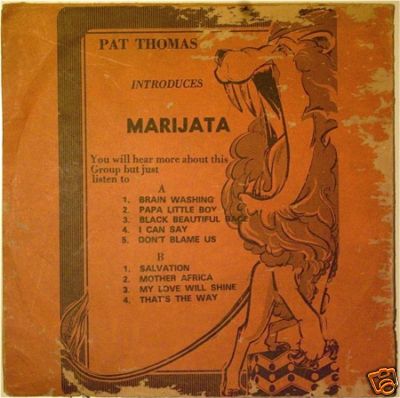 PAT THOMAS
INTRODUCES
MARIJATA
You will hear more about this
Group but just
listen to
A
1. BRAIN WASHING
2. PAPA LITTLE BOY
3. BLACK BEAUTIFUL RACE
4. I CAN SAY
5. DON'T BLAME US
B
1. SALVATION
2. MOTHER AFRICA
3. MY LOVE WILL SHINE
4. THAT'S THE WAY